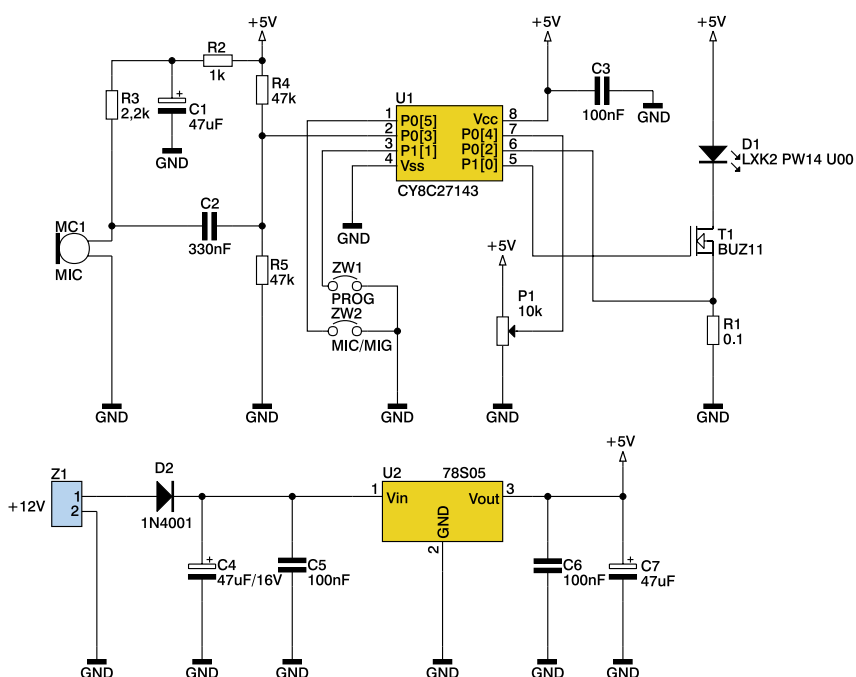 +5V
R2
1k
R3
2,2k
C1
47uF
+
GND
R4
47k
C2
330nF
MC1
MIC
R5
47k
GND
GND
U1
1 P0[5]
2 P0[3]
3 P1[1]
4 Vss
Vcc 8
P0[4] 7
P0[2] 6
P1[0] 5
CY8C27143
GND
ZW1
PROG
ZW2
MIC/MIG
GND
+5V
C3
100nF
GND
+5V
P1
10k
GND
+5V
D1
LXK2 PW14 U00
T1
BUZ11
R1
0.1
GND
Z1
+12V
1
2
GND
D2
1N4001
+
C4
47uF/16V
GND
C5
100nF
GND
U2
78S05
1 Vin
Vout 3
GND
2
GND
C6
100nF
GND
+5V
+
C7
47uF
GND